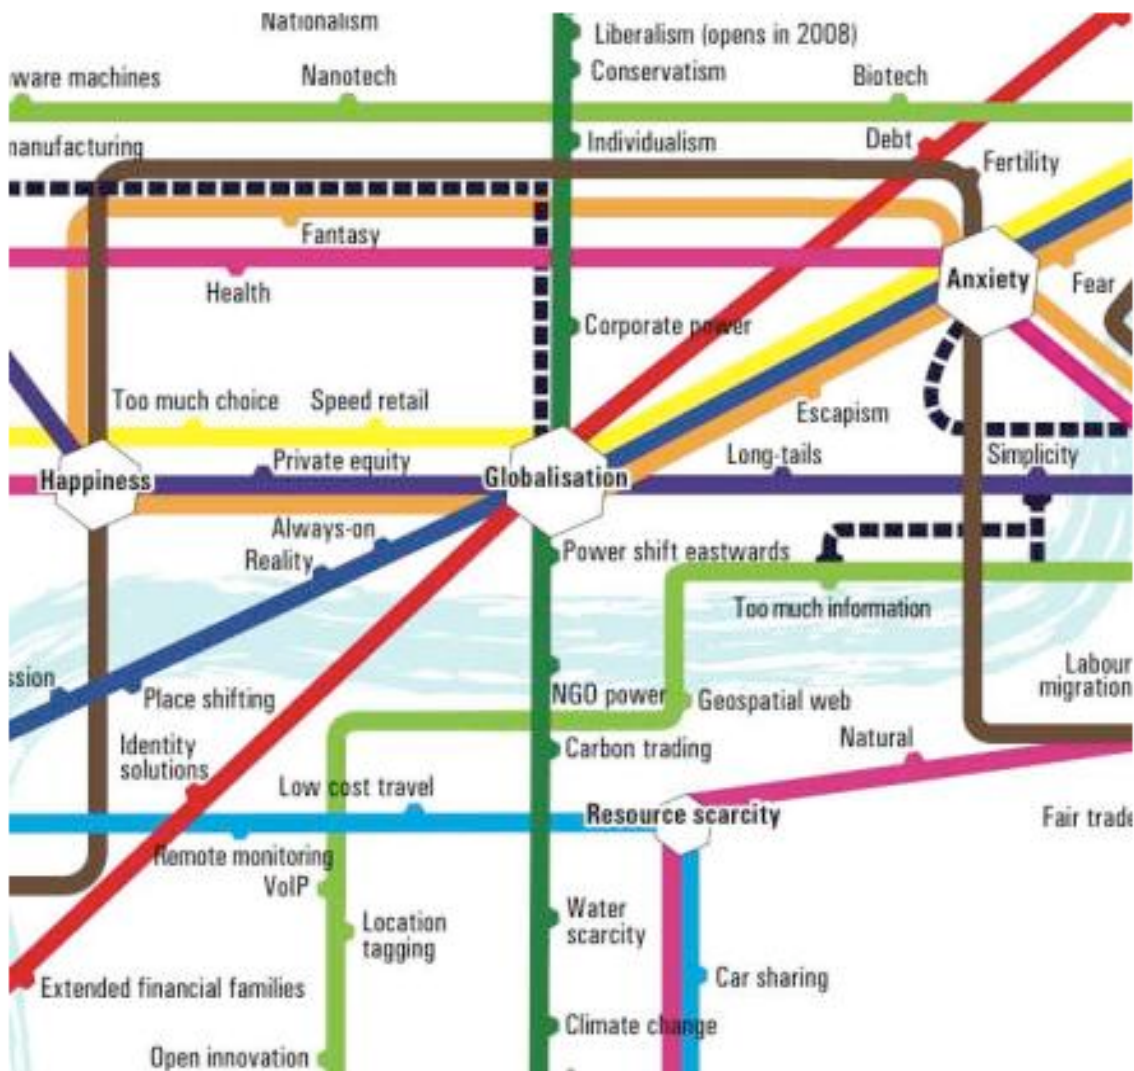 Nationalism
Liberalism (opens in 2008)
Conservatism
ware machines
Nanotech
Biotech
manufacturing
Individualism
Debt
Fertility
Fantasy
Health
Anxiety
Fear
Corporate power
Too much choice
Speed retail
Escapism
Happiness
Private equity
Globalisation
Long-tails
Simplicity
Always-on
Reality
Power shift eastwards
Too much information
ssion
Place shifting
NGO power
Geospatial web
Labour
migration
Identity
solutions
Carbon trading
Natural
Low cost travel
Resource scarcity
Fair trade
Remote monitoring
VoIP
Location
tagging
Water
scarcity
Extended financial families
Car sharing
Climate change
Open innovation